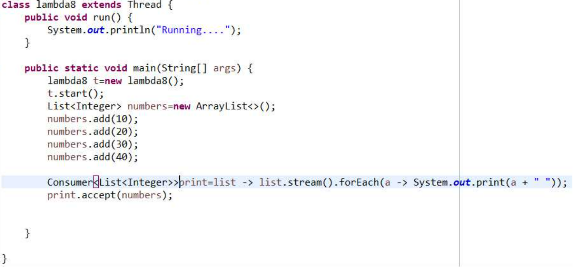 class lambda8 extends Thread {
public void run() {
System.out.println("Running....");
}
public static void main(String[] args) {
lambda8 t=new lambda8();
t.start();
List<Integer> numbers=new ArrayList<>();
numbers.add(10);
numbers.add(20);
numbers.add(30);
numbers.add(40);
Consumer<List<Integer>>print=list -> list.stream().forEach(a -> System.out.print(a + " "));
print.accept(numbers);
}
}